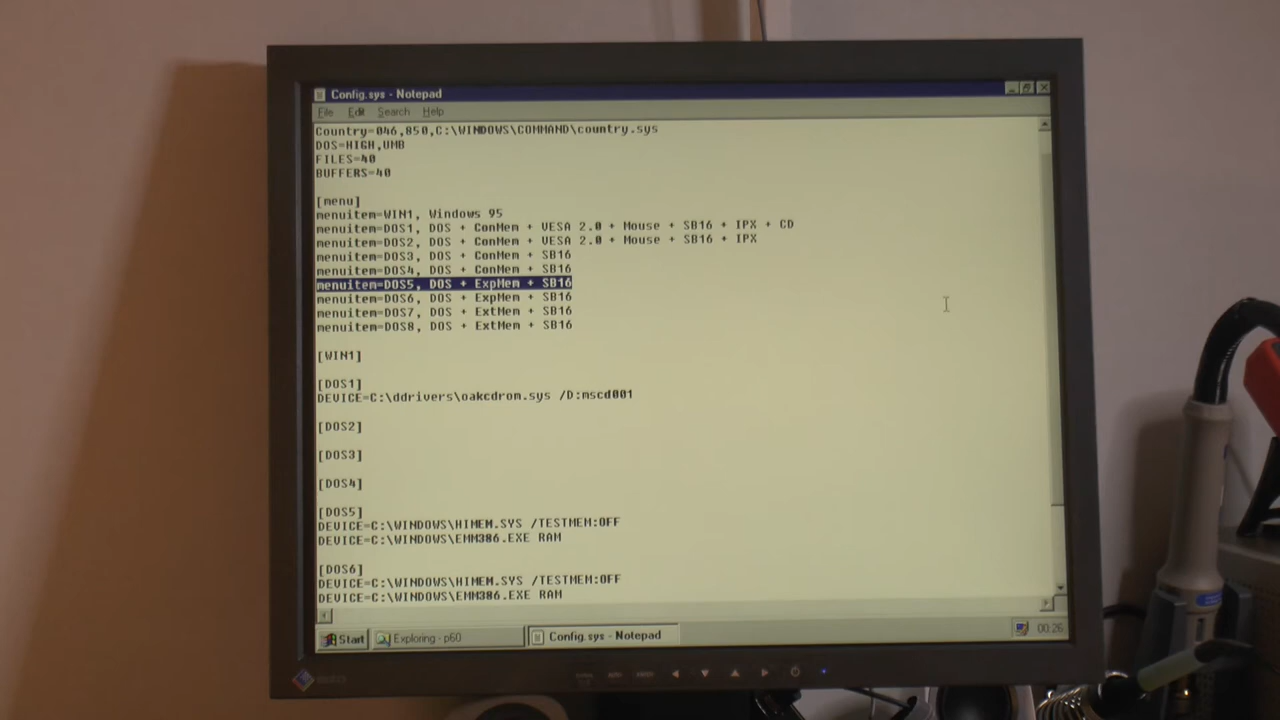 Config.sys - Notepad
File Edit Search Help
Country=046,850,C:\WINDOWS\COMMAND\country.sys
DOS=HIGH,UMB
FILES=40
BUFFERS=40
[menu]
menuitem=WIN1, Windows 95
menuitem=DOS1, DOS + ConMem + VESA 2.0 + Mouse + SB16 + IPX + CD
menuitem=DOS2, DOS + ConMem + VESA 2.0 + Mouse + SB16 + IPX
menuitem=DOS3, DOS + ConMem + SB16
menuitem=DOS4, DOS + ConMem + SB16
menuitem=DOS5, DOS + ExpMem + SB16
menuitem=DOS6, DOS + ExpMem + SB16
menuitem=DOS7, DOS + ExtMem + SB16
menuitem=DOS8, DOS + ExtMem + SB16
[WIN1]
[DOS1]
DEVICE=C:\ddrivers\oakcdrom.sys /D:mscd001
[DOS2]
[DOS3]
[DOS4]
[DOS5]
DEVICE=C:\WINDOWS\HIMEM.SYS /TESTMEM:OFF
DEVICE=C:\WINDOWS\EMM386.EXE RAM
[DOS6]
DEVICE=C:\WINDOWS\HIMEM.SYS /TESTMEM:OFF
DEVICE=C:\WINDOWS\EMM386.EXE RAM
Start Exploring - p60 Config.sys - Notepad 00:26